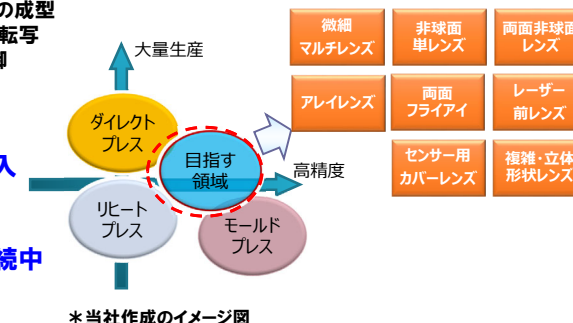 の成型
転写
大量生産
ダイレクト
プレス
目指す
領域
高精度
入
リヒート
プレス
モールド
プレス
続中
微細
マルチレンズ
非球面
単レンズ
両面非球面
レンズ
アレイレンズ
両面
フライアイ
レーザー
前レンズ
センサー用
カバーレンズ
複雑・立体
形状レンズ
＊当社作成のイメージ図